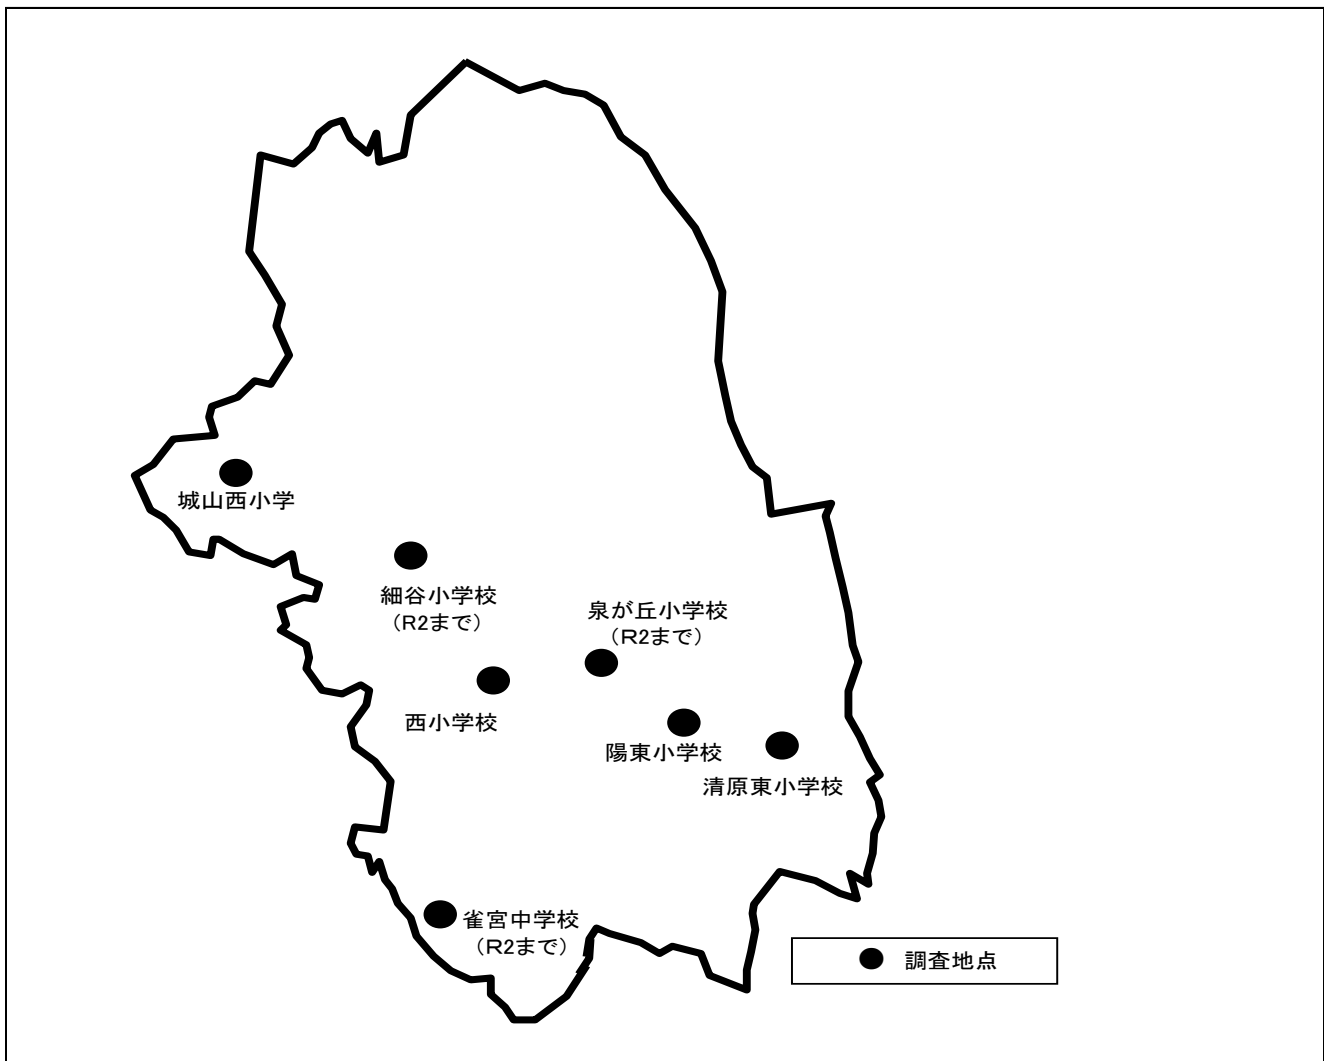 城山西小学
細谷小学校
（R2まで）
泉が丘小学校
（R2まで）
西小学校
陽東小学校
清原東小学校
雀宮中学校
（R2まで）
調査地点